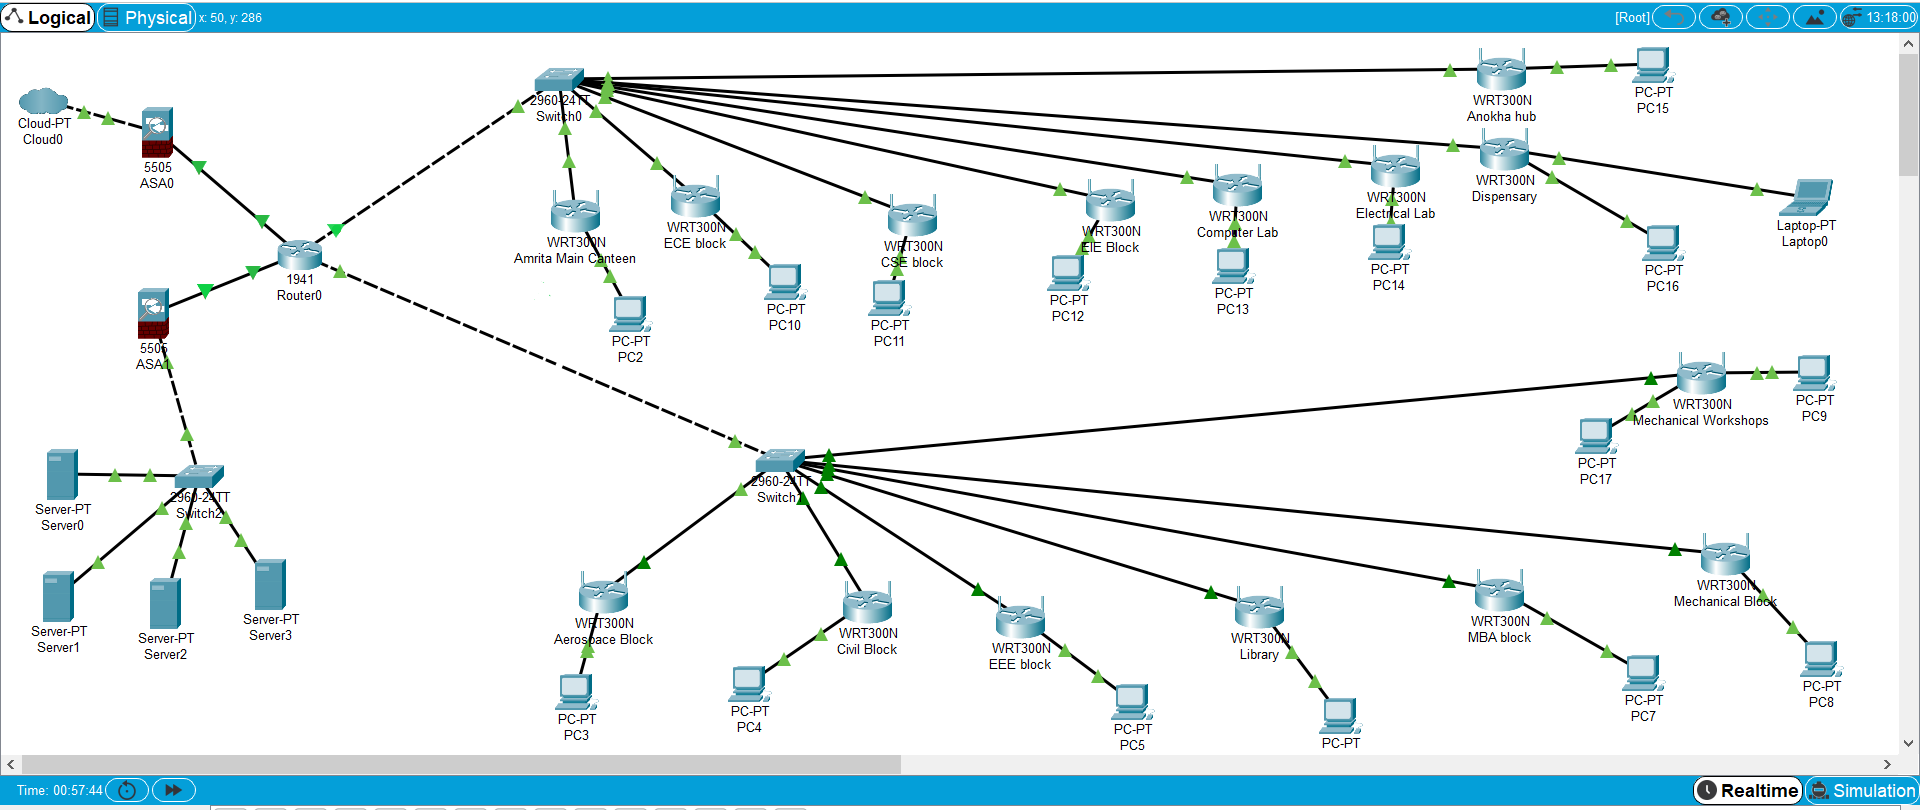 Logical
Physical
x: 50, y: 286
[Root]
13:18:00
Cloud-PT
Cloud0
5505
ASA0
1941
Router0
5505
ASA1
2960-24TT
Switch0
WRT300N
Anokha hub
PC-PT
PC15
WRT300N
Dispensary
Laptop-PT
Laptop0
PC-PT
PC16
WRT300N
Electrical Lab
PC-PT
PC14
WRT300N
Computer Lab
PC-PT
PC13
WRT300N
EIE Block
PC-PT
PC12
WRT300N
CSE block
PC-PT
PC11
WRT300N
ECE block
PC-PT
PC10
WRT300N
Amrita Main Canteen
PC-PT
PC2
WRT300N
Mechanical Workshops
PC-PT
PC9
PC-PT
PC17
2960-24TT
Switch1
2960-24TT
Switch2
Server-PT
Server0
Server-PT
Server1
Server-PT
Server2
Server-PT
Server3
WRT300N
Aerospace Block
PC-PT
PC3
WRT300N
Civil Block
PC-PT
PC4
WRT300N
EEE block
PC-PT
PC5
WRT300N
Library
PC-PT
WRT300N
MBA block
PC-PT
PC7
WRT300N
Mechanical Block
PC-PT
PC8
Time: 00:57:44
Realtime
Simulation